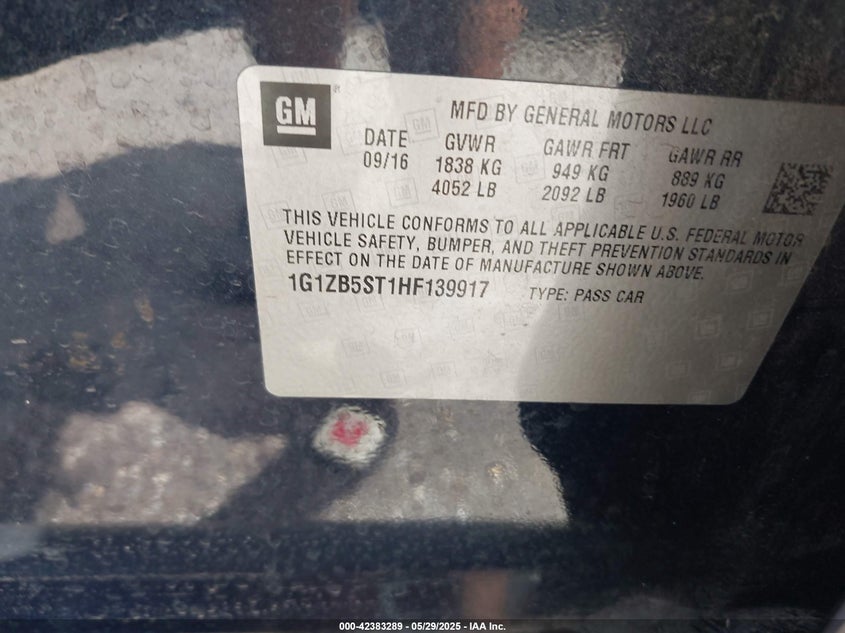 GM
MFD BY GENERAL MOTORS LLC
DATE GVWR GAWR FRT GAWR RR
09/16 1838 KG 949 KG 889 KG
4052 LB 2092 LB 1960 LB
THIS VEHICLE CONFORMS TO ALL APPLICABLE U.S. FEDERAL MOTOR
VEHICLE SAFETY, BUMPER, AND THEFT PREVENTION STANDARDS IN
EFFECT ON THE DATE OF MANUFACTURE SHOWN ABOVE.
1G1ZB5ST1HF139917 TYPE: PASS CAR
000-42383289 - 05/29/2025 - IAA Inc.